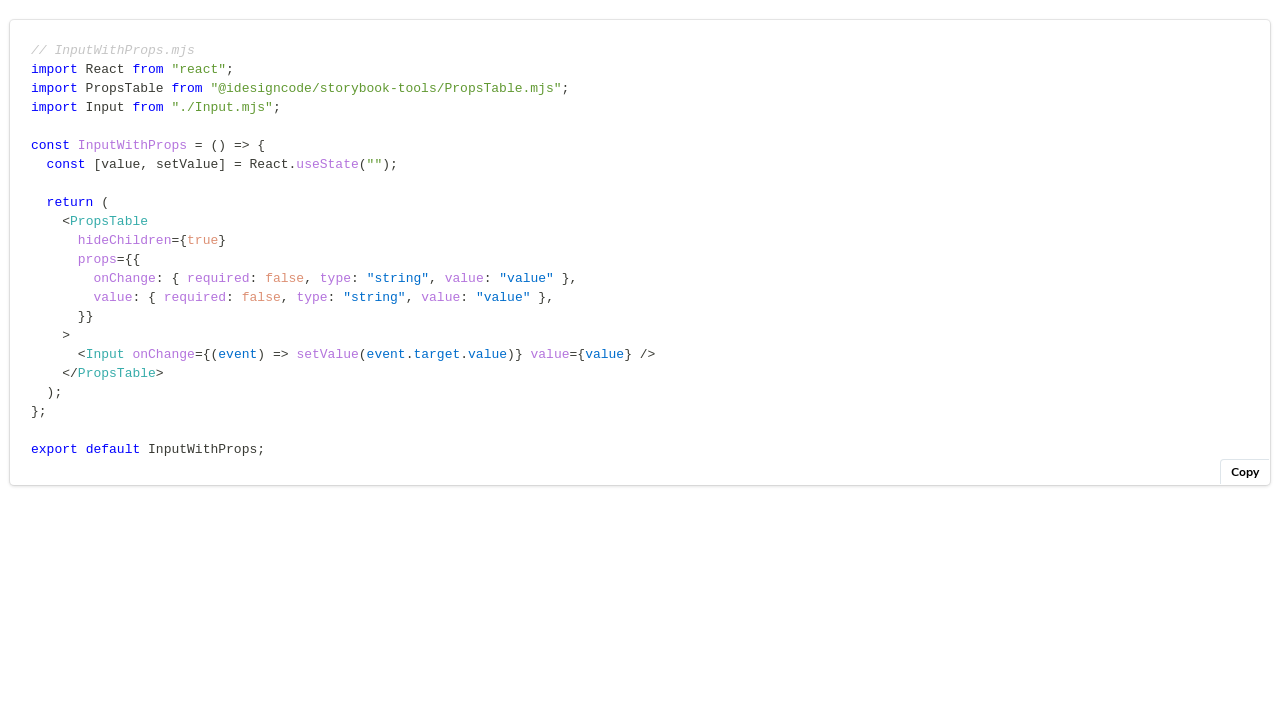 // InputWithProps.mjs
import React from "react";
import PropsTable from "@idesigncode/storybook-tools/PropsTable.mjs";
import Input from "./Input.mjs";

const InputWithProps = () => {
  const [value, setValue] = React.useState("");

  return (
    <PropsTable
      hideChildren={true}
      props={{
        onChange: { required: false, type: "string", value: "value" },
        value: { required: false, type: "string", value: "value" },
      }}
    >
      <Input onChange={(event) => setValue(event.target.value)} value={value} />
    </PropsTable>
  );
};

export default InputWithProps;
Copy